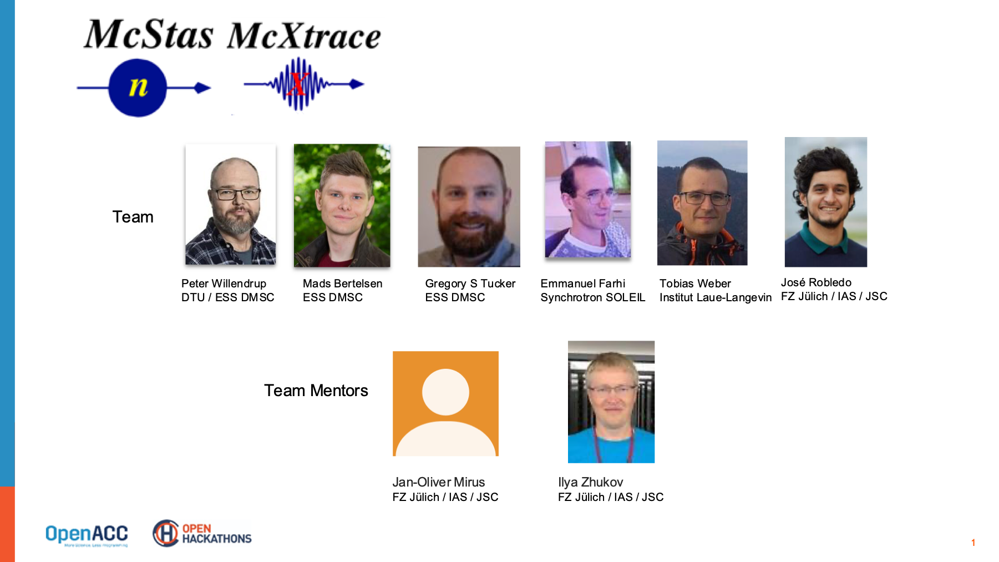 McStas McXtrace
n
X
Team
Peter Willendrup
DTU / ESS DMSC
Mads Bertelsen
ESS DMSC
Gregory S Tucker
ESS DMSC
Emmanuel Farhi
Synchrotron SOLEIL
Tobias Weber
Institut Laue-Langevin
José Robledo
FZ Jülich / IAS / JSC
Team Mentors
Jan-Oliver Mirus
FZ Jülich / IAS / JSC
Ilya Zhukov
FZ Jülich / IAS / JSC
OpenACC
More Science, Less Programming
H
OPEN
HACKATHONS
1